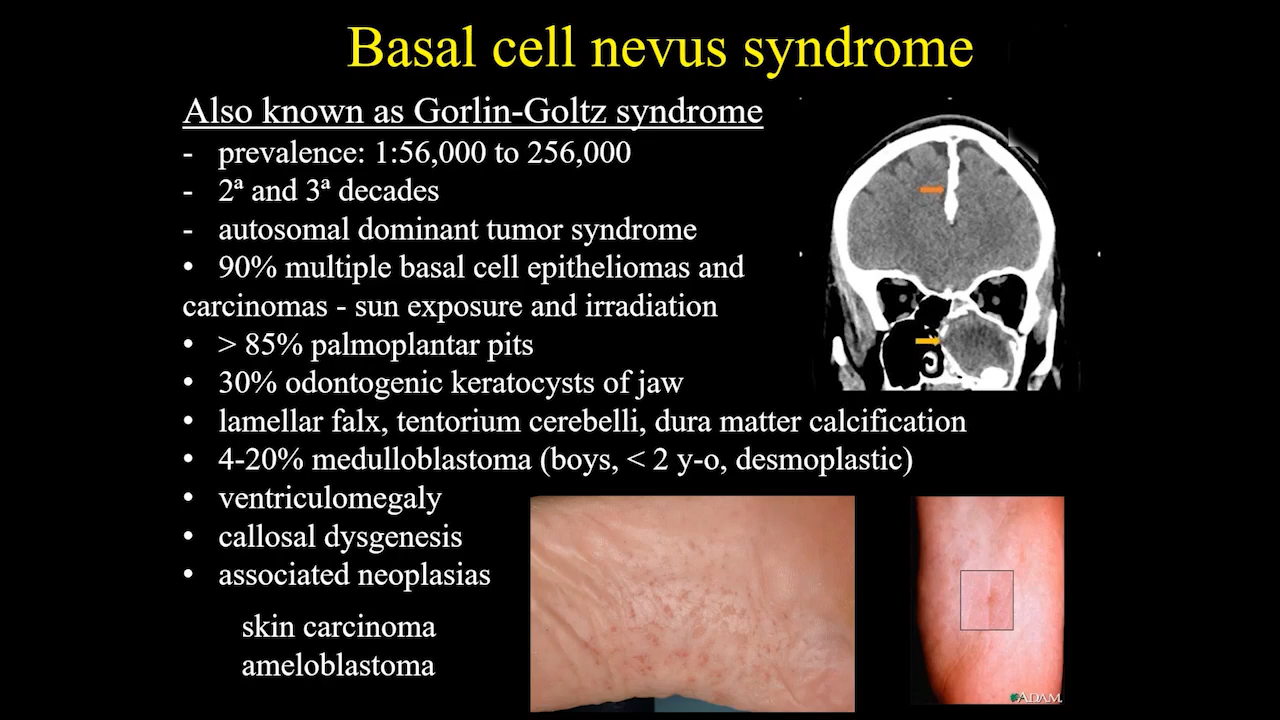 Basal cell nevus syndrome
Also known as Gorlin-Goltz syndrome
- prevalence: 1:56,000 to 256,000
- 2ª and 3ª decades
- autosomal dominant tumor syndrome
• 90% multiple basal cell epitheliomas and
carcinomas - sun exposure and irradiation
• > 85% palmoplantar pits
• 30% odontogenic keratocysts of jaw
• lamellar falx, tentorium cerebelli, dura matter calcification
• 4-20% medulloblastoma (boys, < 2 y-o, desmoplastic)
• ventriculomegaly
• callosal dysgenesis
• associated neoplasias
skin carcinoma
ameloblastoma
ADAM.